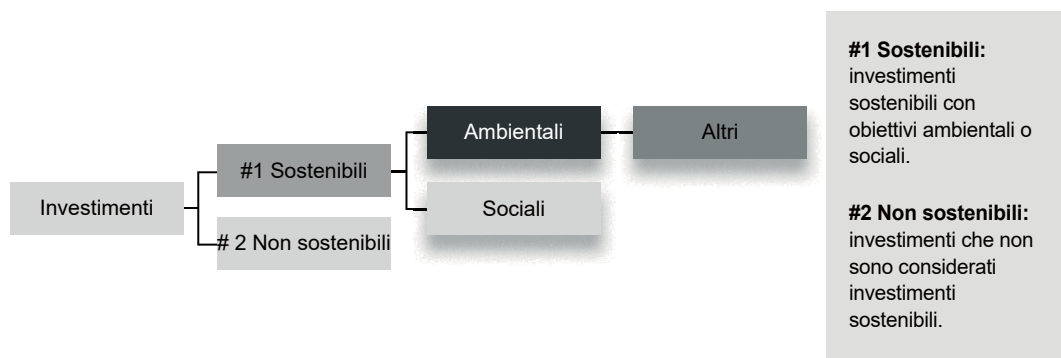 Investimenti
#1 Sostenibili
# 2 Non sostenibili
Ambientali
Sociali
Altri
#1 Sostenibili:
investimenti
sostenibili con
obiettivi ambientali o
sociali.
#2 Non sostenibili:
investimenti che non
sono considerati
investimenti
sostenibili.